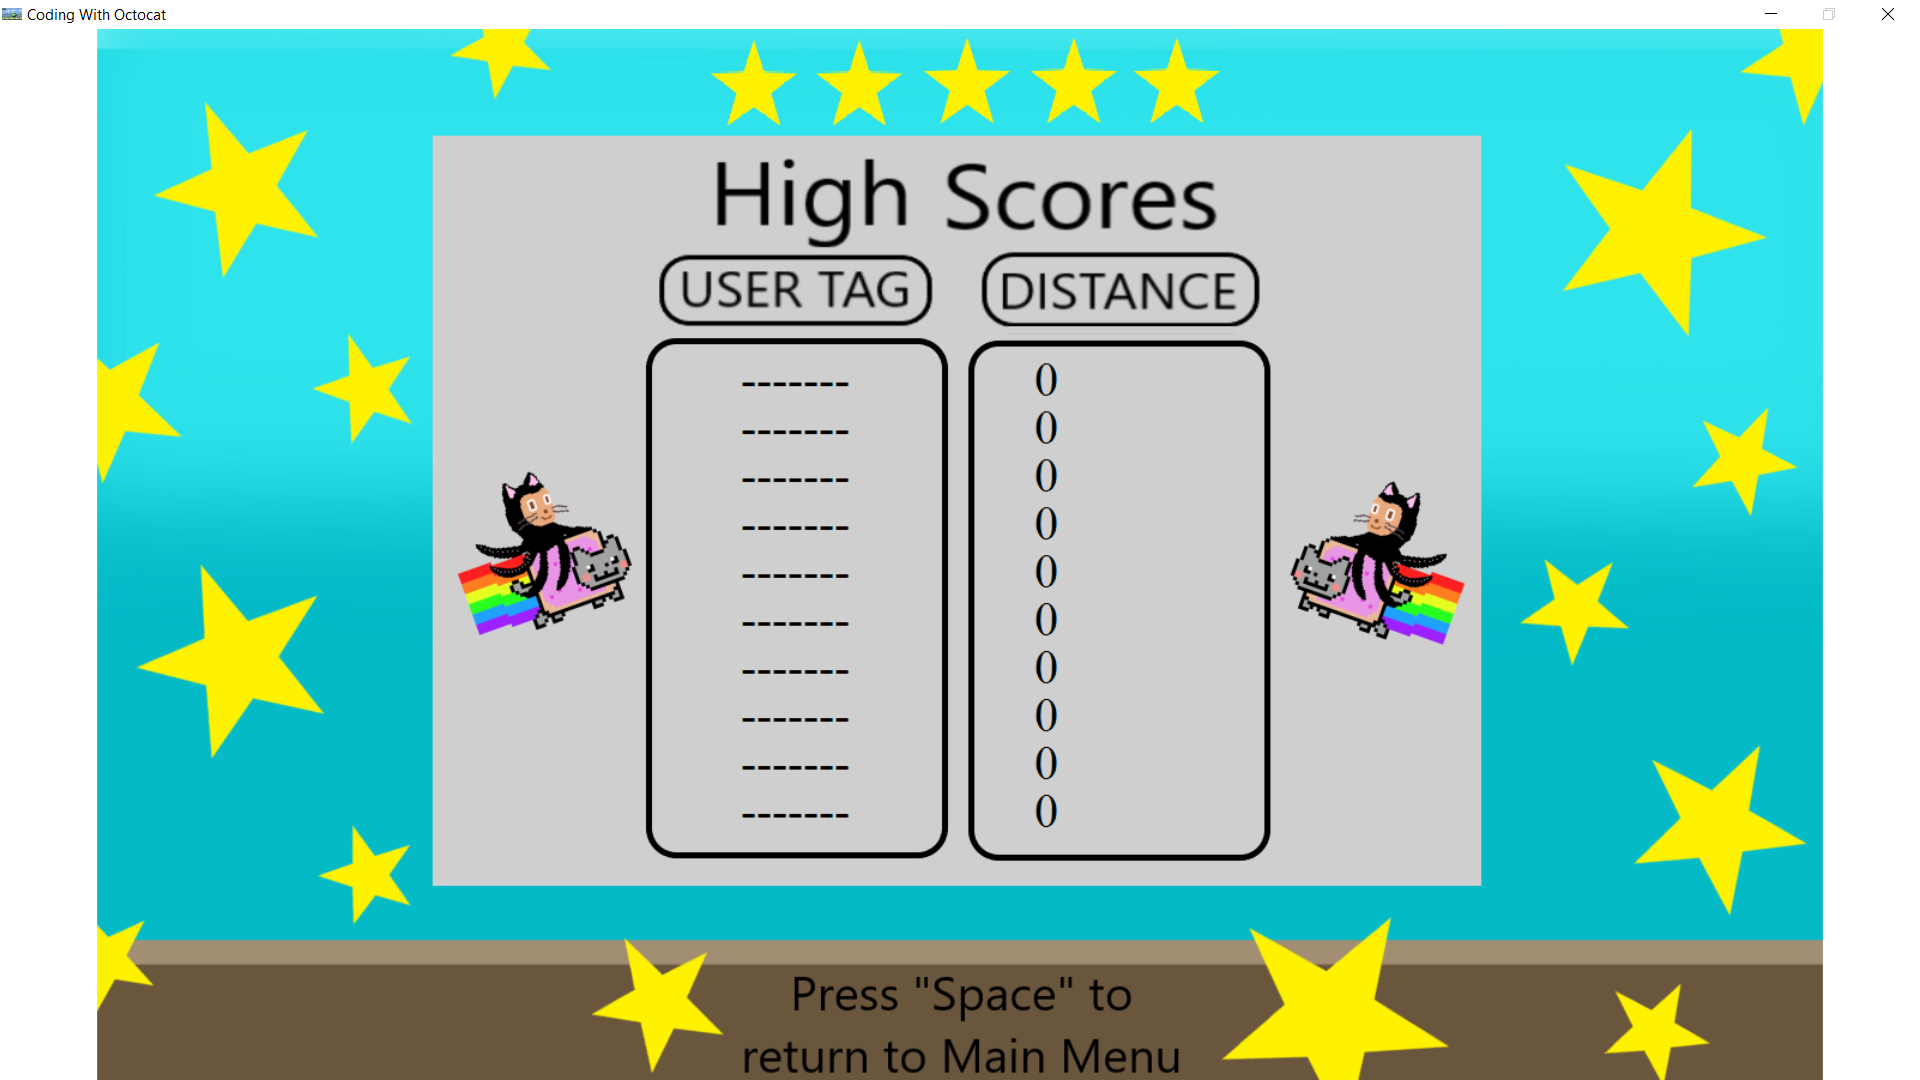 Coding With Octocat
High Scores
USER TAG DISTANCE
------- 0
------- 0
------- 0
------- 0
------- 0
------- 0
------- 0
------- 0
------- 0
------- 0
Press "Space" to
return to Main Menu